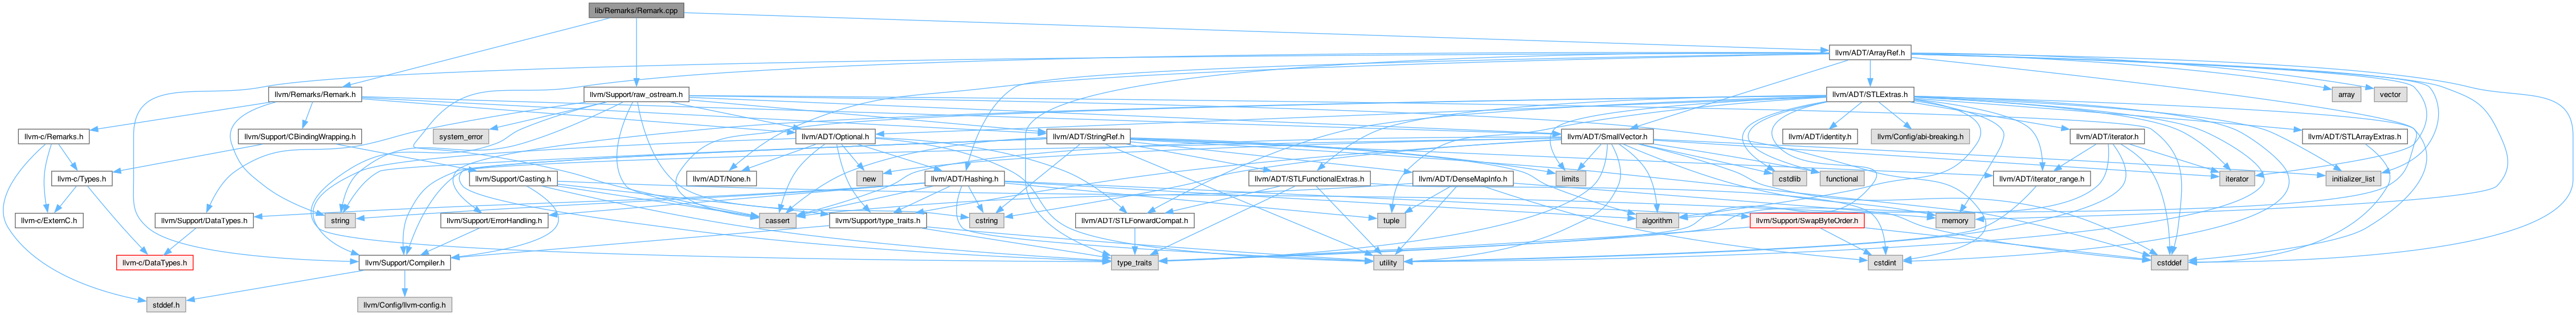 lib/Remarks/Remark.cpp
llvm/ADT/ArrayRef.h
llvm/Remarks/Remark.h
llvm/Support/raw_ostream.h
llvm/ADT/STLExtras.h
array
vector
llvm-c/Remarks.h
llvm/Support/CBindingWrapping.h
system_error
llvm/ADT/Optional.h
llvm/ADT/StringRef.h
llvm/ADT/SmallVector.h
llvm/ADT/identity.h
llvm/Config/abi-breaking.h
llvm/ADT/iterator.h
llvm/ADT/STLArrayExtras.h
llvm-c/Types.h
llvm/Support/Casting.h
llvm/ADT/None.h
new
llvm/ADT/Hashing.h
llvm/ADT/STLFunctionalExtras.h
llvm/ADT/DenseMapInfo.h
limits
cstdlib
functional
llvm/ADT/iterator_range.h
iterator
initializer_list
llvm-c/ExternC.h
llvm/Support/DataTypes.h
string
llvm/Support/ErrorHandling.h
cassert
llvm/Support/type_traits.h
cstring
llvm/ADT/STLForwardCompat.h
tuple
algorithm
memory
llvm/Support/SwapByteOrder.h
llvm-c/DataTypes.h
llvm/Support/Compiler.h
type_traits
utility
cstdint
cstddef
stddef.h
llvm/Config/llvm-config.h